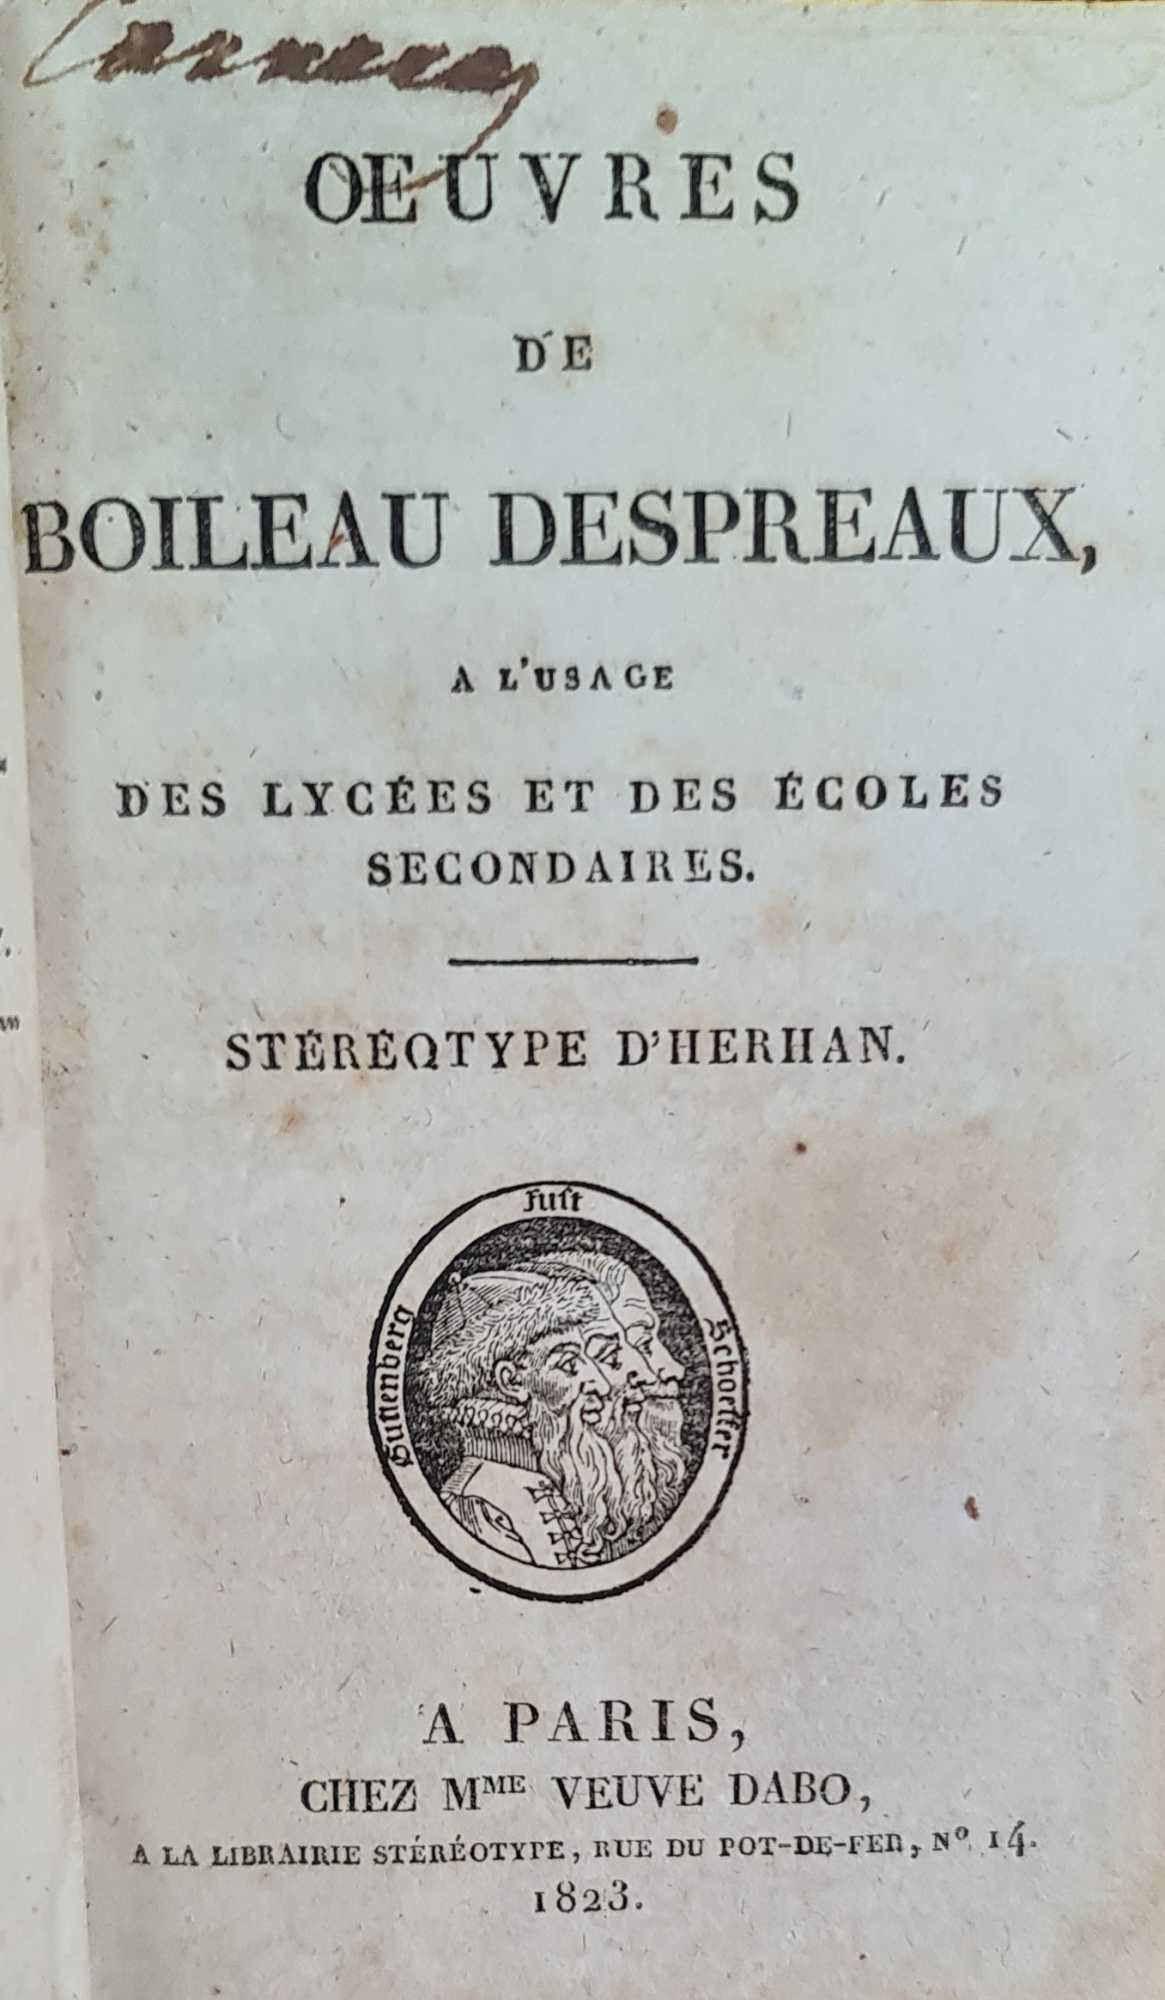 OEUVRES
DE
BOILEAU DESPREAUX,
A L'USAGE
DES LYCÉES ET DES ÉCOLES
SECONDAIRES.
STÉRÉOTYPE D'HERHAN.
Fust
Guttenberg
Schoeffer
A PARIS,
CHEZ MME VEUVE DABO,
A LA LIBRAIRIE STÉRÉOTYPE, RUE DU POT-DE-FER, Nº 14.
1823.